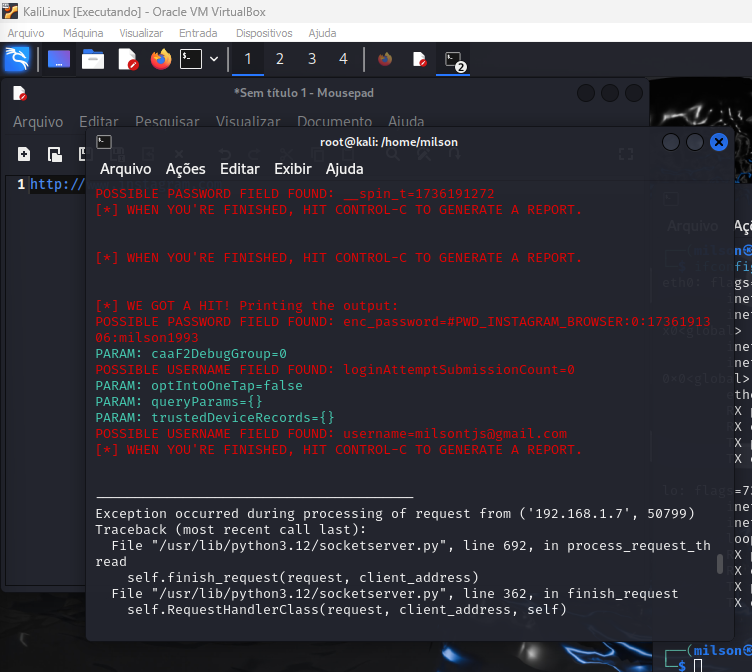 KaliLinux [Executando] - Oracle VM VirtualBox
Arquivo Máquina Visualizar Entrada Dispositivos Ajuda
1 2 3 4 2
*Sem título 1 - Mousepad
Arquivo Editar Pesquisar Visualizar Documento Ajuda
1 http://
root@kali: /home/milson
Arquivo Ações Editar Exibir Ajuda
POSSIBLE PASSWORD FIELD FOUND: __spin_t=1736191272
[*] WHEN YOU'RE FINISHED, HIT CONTROL-C TO GENERATE A REPORT.
[*] WHEN YOU'RE FINISHED, HIT CONTROL-C TO GENERATE A REPORT.
[*] WE GOT A HIT! Printing the output:
POSSIBLE PASSWORD FIELD FOUND: enc_password=#PWD_INSTAGRAM_BROWSER:0:17361913
06:milson1993
PARAM: caaF2DebugGroup=0
POSSIBLE USERNAME FIELD FOUND: loginAttemptSubmissionCount=0
PARAM: optIntoOneTap=false
PARAM: queryParams={}
PARAM: trustedDeviceRecords={}
POSSIBLE USERNAME FIELD FOUND: username=milsontjs@gmail.com
[*] WHEN YOU'RE FINISHED, HIT CONTROL-C TO GENERATE A REPORT.
Exception occurred during processing of request from ('192.168.1.7', 50799)
Traceback (most recent call last):
File "/usr/lib/python3.12/socketserver.py", line 692, in process_request_th
read
self.finish_request(request, client_address)
File "/usr/lib/python3.12/socketserver.py", line 362, in finish_request
self.RequestHandlerClass(request, client_address, self)
Arquivo Açõ
(milson@
eth0: flags=
(milson@
$